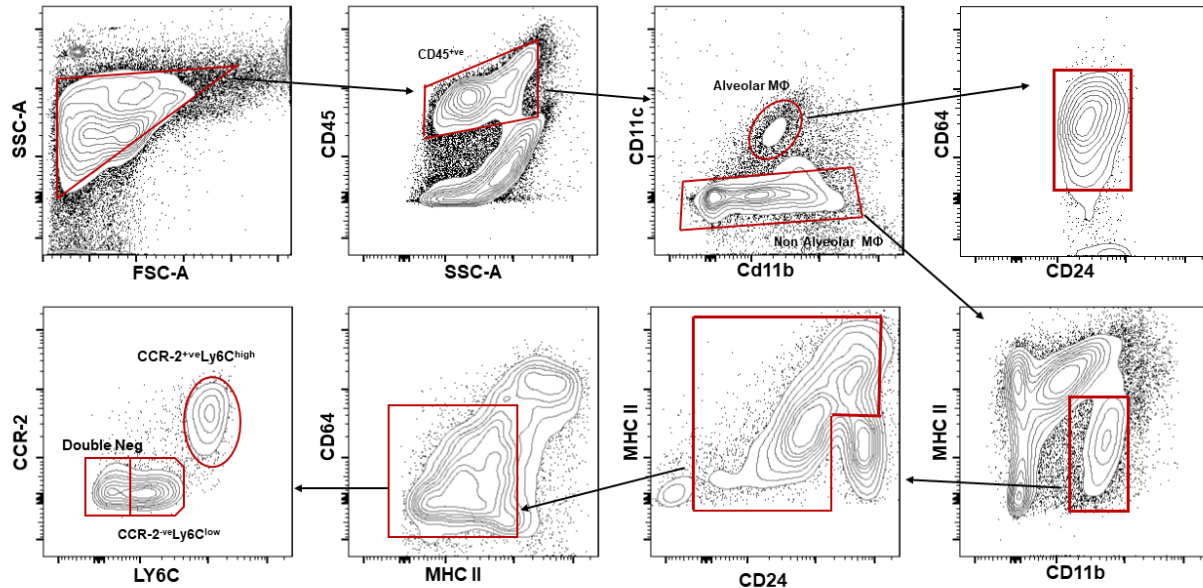 SSC-A
FSC-A
CD45
CD45+ve
SSC-A
CD11c
Alveolar MΦ
Non Alveolar MΦ
Cd11b
CD64
CD24
CCR-2
CCR-2+veLy6Chigh
Double Neg
CCR-2-veLy6Clow
LY6C
CD64
MHC II
MHC II
CD24
MHC II
CD11b